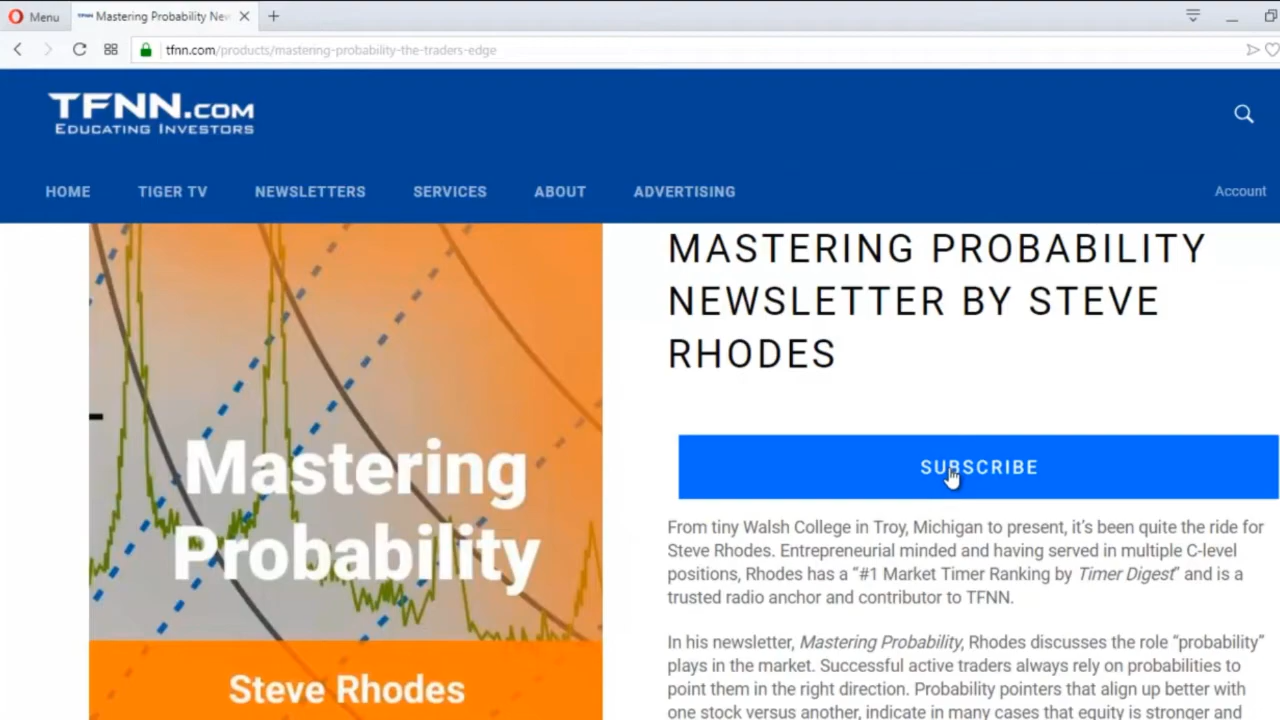 Menu
TFNN Mastering Probability New
tfnn.com/products/mastering-probability-the-traders-edge
TFNN.COM
EDUCATING INVESTORS
HOME TIGER TV NEWSLETTERS SERVICES ABOUT ADVERTISING Account
MASTERING PROBABILITY
NEWSLETTER BY STEVE
RHODES
Mastering
Probability
Steve Rhodes
SUBSCRIBE
From tiny Walsh College in Troy, Michigan to present, it's been quite the ride for
Steve Rhodes. Entrepreneurial minded and having served in multiple C-level
positions, Rhodes has a “#1 Market Timer Ranking by Timer Digest” and is a
trusted radio anchor and contributor to TFNN.
In his newsletter, Mastering Probability, Rhodes discusses the role “probability”
plays in the market. Successful active traders always rely on probabilities to
point them in the right direction. Probability pointers that align up better with
one stock versus another, indicate in many cases that equity is stronger and